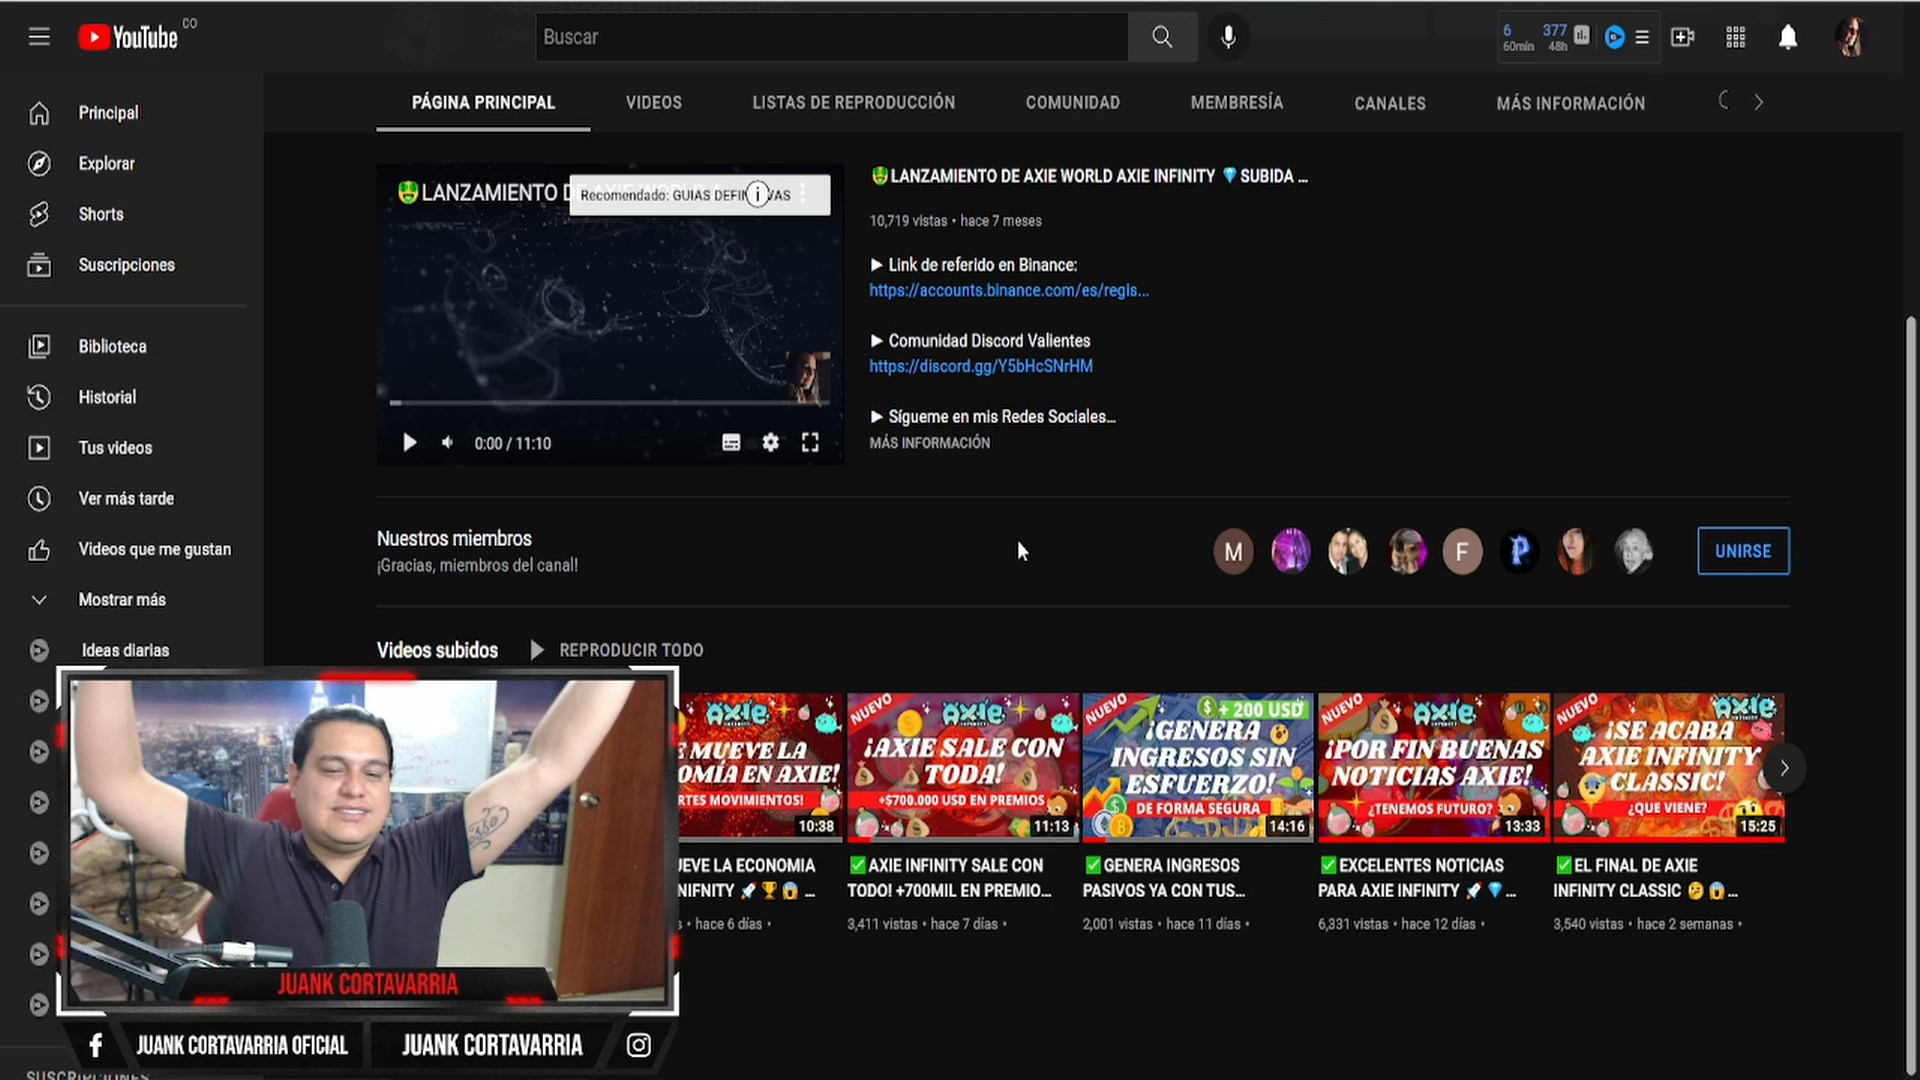 YouTube CO
Buscar
6 60min
377 48h
PÁGINA PRINCIPAL
VIDEOS
LISTAS DE REPRODUCCIÓN
COMUNIDAD
MEMBRESÍA
CANALES
MÁS INFORMACIÓN
Principal
Explorar
Shorts
Suscripciones
Biblioteca
Historial
Tus videos
Ver más tarde
Videos que me gustan
Mostrar más
Ideas diarias
SUSCRIPCIONES
LANZAMIENTO
Recomendado: GUIAS
0:00 / 11:10
LANZAMIENTO DE AXIE WORLD AXIE INFINITY 💎SUBIDA ...
10,719 vistas • hace 7 meses
► Link de referido en Binance:
https://accounts.binance.com/es/regis...
► Comunidad Discord Valientes
https://discord.gg/Y5bHcSNrHM
► Sígueme en mis Redes Sociales...
MÁS INFORMACIÓN
Nuestros miembros
¡Gracias, miembros del canal!
M
F
P
UNIRSE
Videos subidos
REPRODUCIR TODO
AXIE
E MUEVE LA
OMÍA EN AXIE!
RTES MOVIMIENTOS!
10:38
UEVE LA ECONOMIA
NIFNITY 🚀🏆😱 ...
s • hace 6 días •
NUEVO
AXIE
¡AXIE SALE CON
TODA!
+$700.000 USD EN PREMIOS
11:13
✅AXIE INFINITY SALE CON
TODO! +700MIL EN PREMIO...
3,411 vistas • hace 7 días •
NUEVO
$ + 200 USD
¡GENERA
INGRESOS SIN
ESFUERZO!
DE FORMA SEGURA
14:16
✅GENERA INGRESOS
PASIVOS YA CON TUS...
2,001 vistas • hace 11 días •
NUEVO
AXIE
¡POR FIN BUENAS
NOTICIAS AXIE!
¿TENEMOS FUTURO?
13:33
✅EXCELENTES NOTICIAS
PARA AXIE INFINITY 🚀💎...
6,331 vistas • hace 12 días •
NUEVO
AXIE
¡SE ACABA
AXIE INFINITY
CLASSIC!
¿QUE VIENE?
15:25
✅EL FINAL DE AXIE
INFINITY CLASSIC 🤔😱...
3,540 vistas • hace 2 semanas •
JUANK CORTAVARRIA
JUANK CORTAVARRIA OFICIAL
JUANK CORTAVARRIA